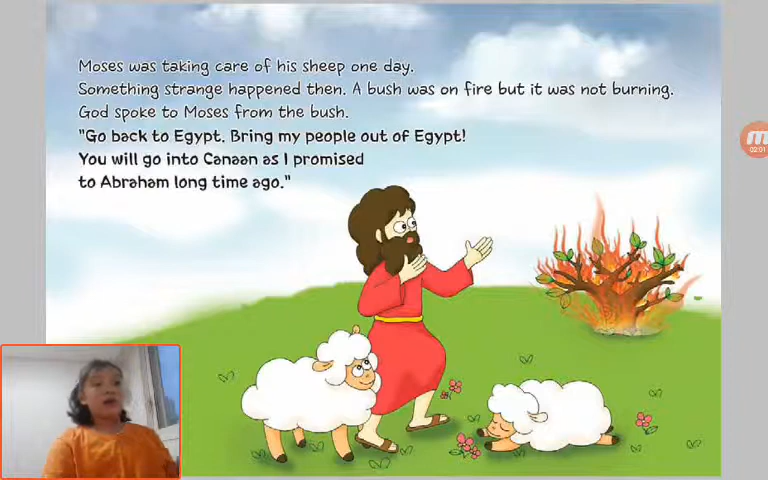 Moses was taking care of his sheep one day.
Something strange happened then. A bush was on fire but it was not burning.
God spoke to Moses from the bush.
"Go back to Egypt. Bring my people out of Egypt!
You will go into Canaan as I promised
to Abraham long time ago."
02:51